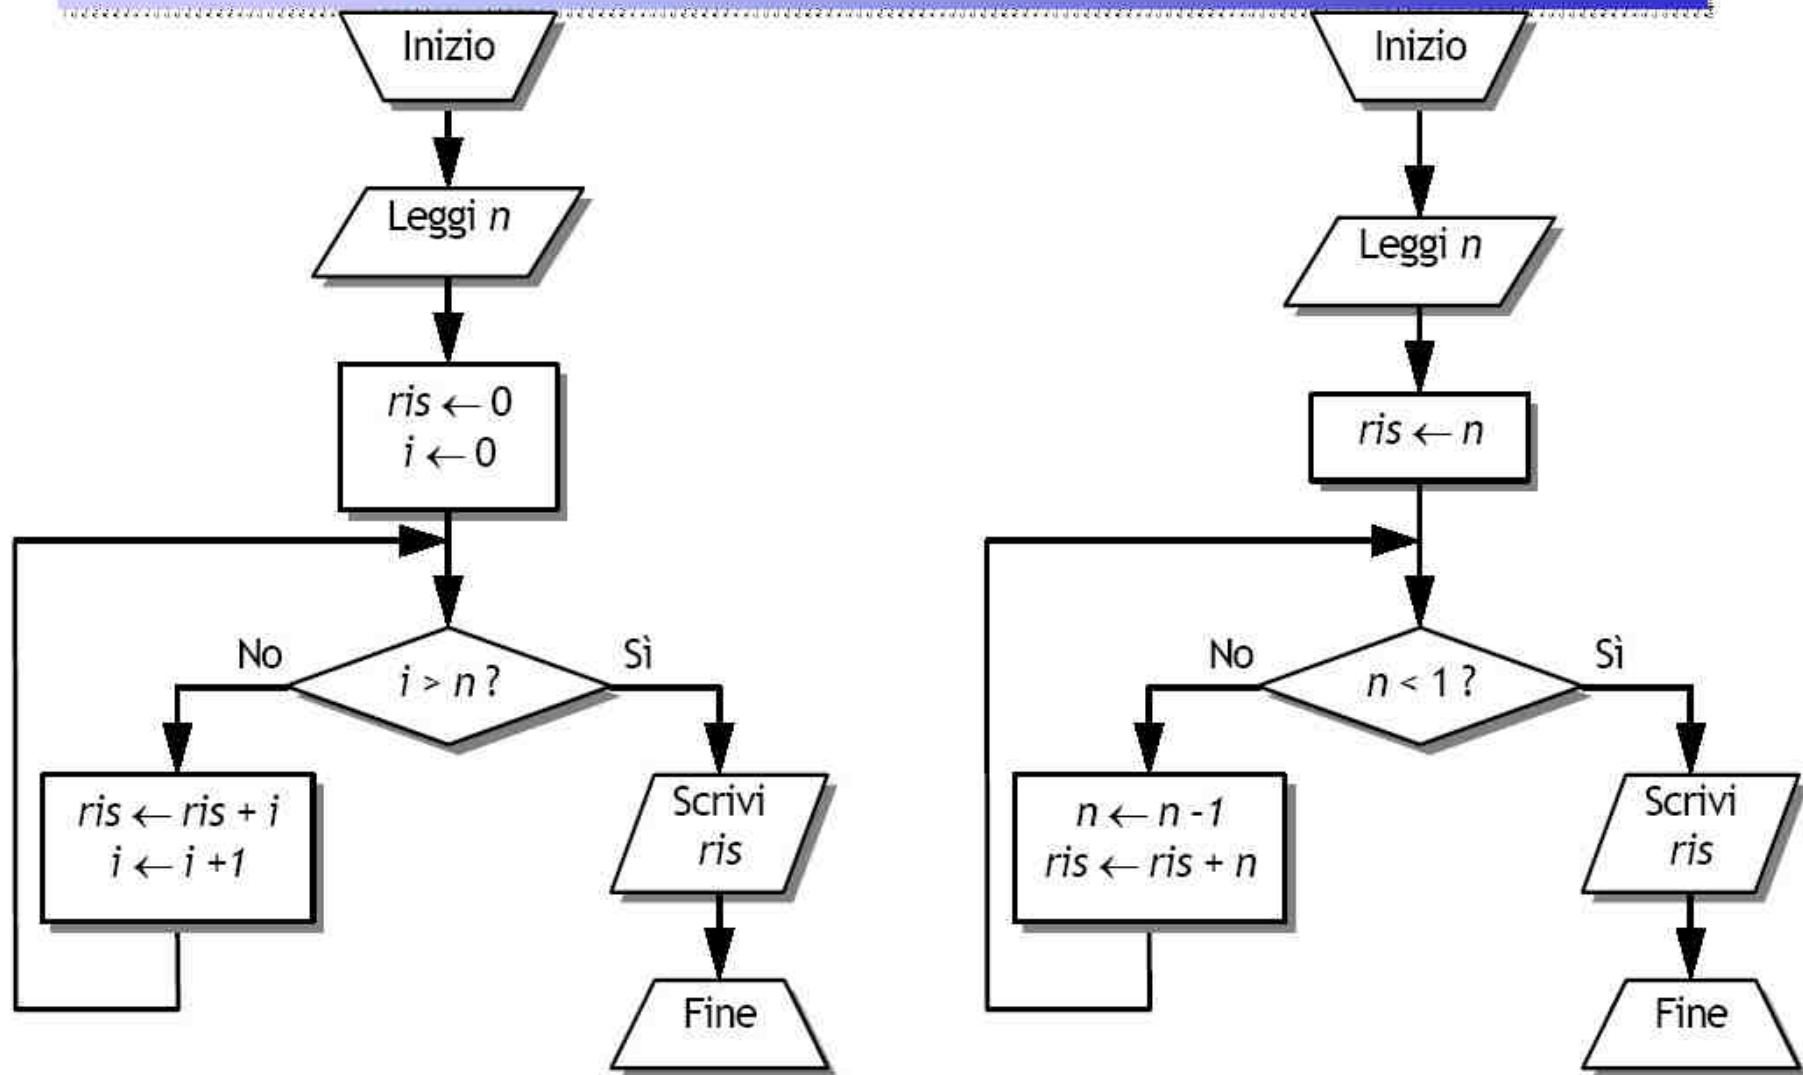 Inizio
Leggi n
ris ← 0
i ← 0
No
i > n ?
Sì
ris ← ris + i
i ← i +1
Scrivi
ris
Fine
Inizio
Leggi n
ris ← n
No
n < 1 ?
Sì
n ← n -1
ris ← ris + n
Scrivi
ris
Fine